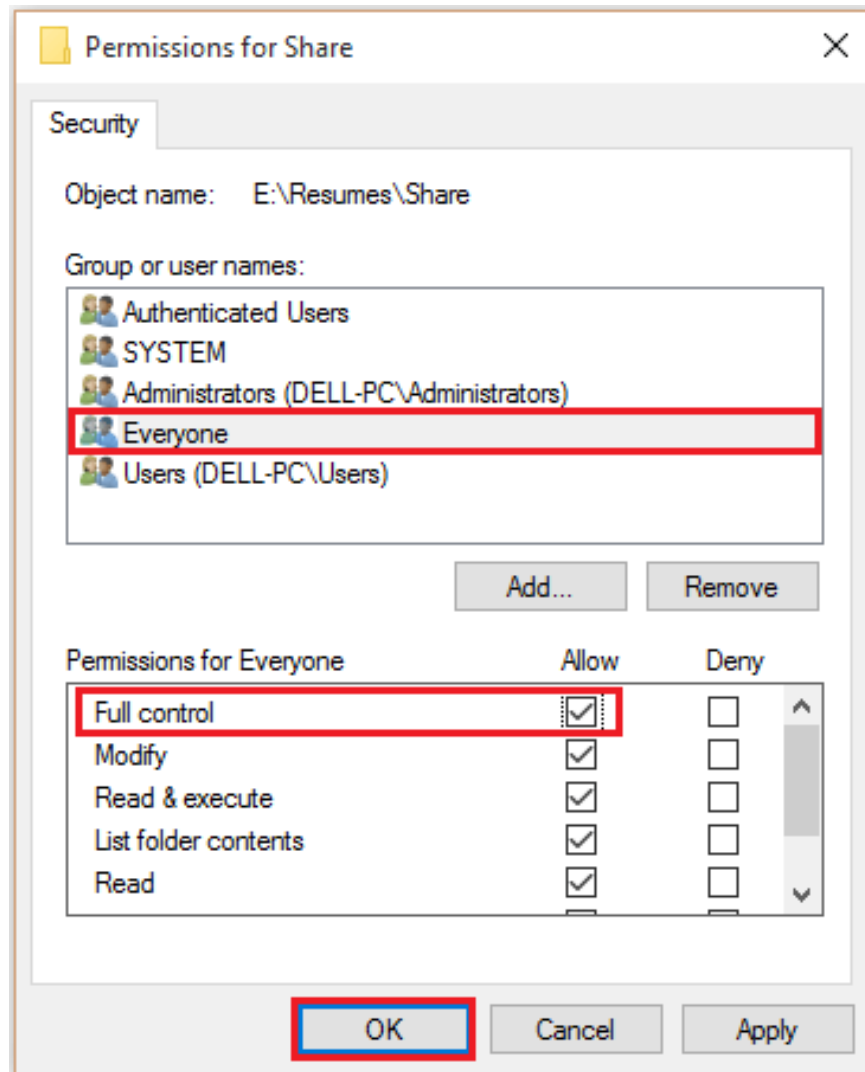 Permissions for Share
Security
Object name: E:\Resumes\Share
Group or user names:
Authenticated Users
SYSTEM
Administrators (DELL-PC\Administrators)
Everyone
Users (DELL-PC\Users)
Add... Remove
Permissions for Everyone Allow Deny
Full control
Modify
Read & execute
List folder contents
Read
OK Cancel Apply